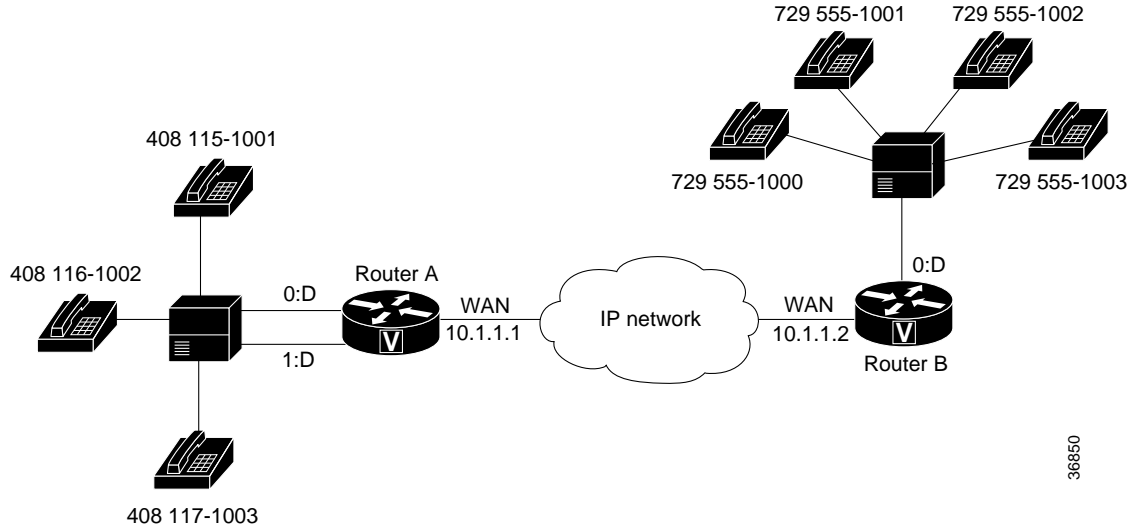 729 555-1001
729 555-1002
408 115-1001
729 555-1000
729 555-1003
408 116-1002
0:D
Router A
WAN
10.1.1.1
V
1:D
IP network
WAN
10.1.1.2
0:D
V
Router B
408 117-1003
36850